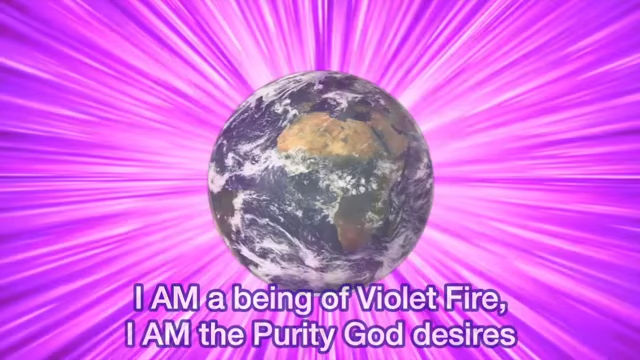 I AM a being of Violet Fire,
I AM the Purity God desires